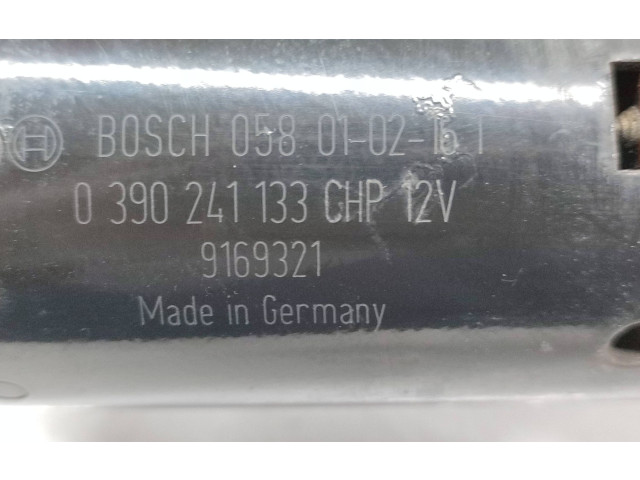 BOSCH 058 01-02-16 1
0 390 241 133 CHP 12V
9169321
Made in Germany